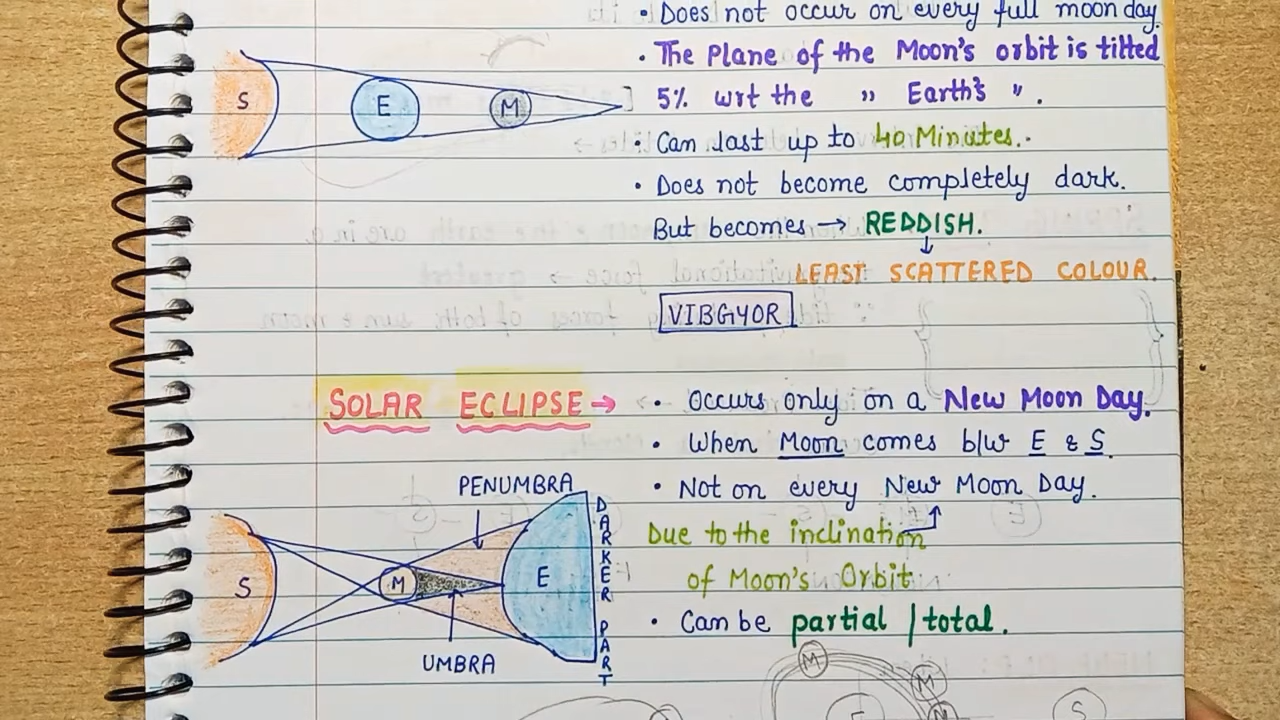 • Does not occur on every full moon day.
• The Plane of the Moon's orbit is tilted
5% wrt the " Earth's ".
• Can last up to 40 Minutes.
• Does not become completely dark.
But becomes → REDDISH.
↓
LEAST SCATTERED COLOUR.
VIBGYOR
S
E
M
SOLAR ECLIPSE →
• Occurs only on a New Moon Day.
• When Moon comes b/w E & S.
• Not on every New Moon Day.
Due to the inclination
of Moon's Orbit
• Can be partial / total.
PENUMBRA
S
M
E
UMBRA
DARKER PART
M
M
M
E
S